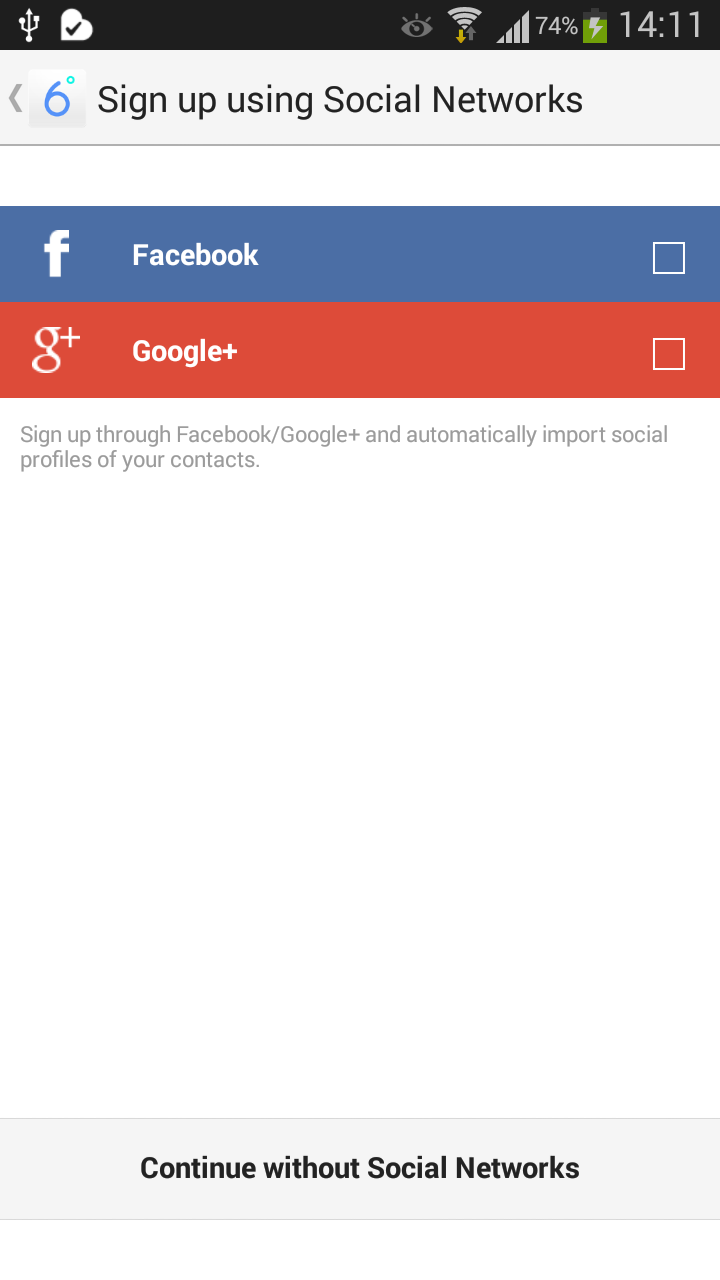 74% 14:11
6° Sign up using Social Networks
f Facebook
g+ Google+
Sign up through Facebook/Google+ and automatically import social
profiles of your contacts.
Continue without Social Networks